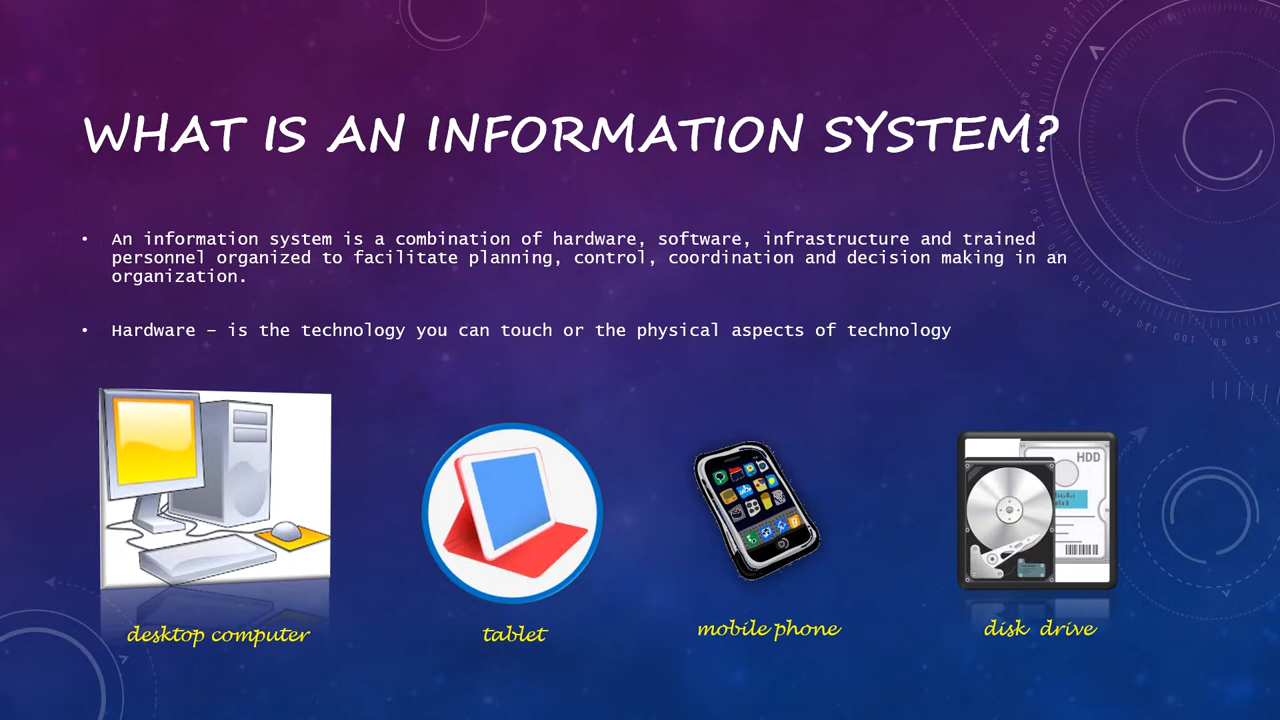 WHAT IS AN INFORMATION SYSTEM?
• An information system is a combination of hardware, software, infrastructure and trained
personnel organized to facilitate planning, control, coordination and decision making in an
organization.
• Hardware – is the technology you can touch or the physical aspects of technology
HDD
desktop computer
tablet
mobile phone
disk drive